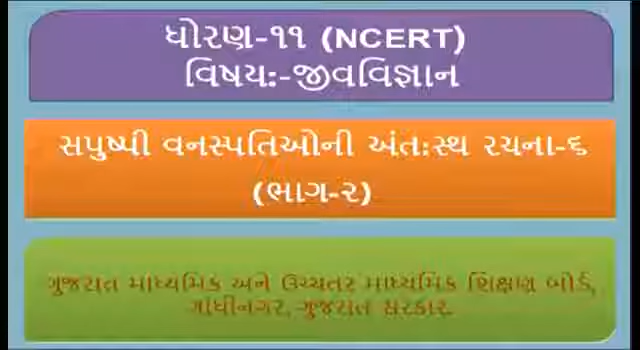 ધોરણ-૧૧ (NCERT)
વિષય:-જીવવિજ્ઞાન
સપુષ્પી વનસ્પતિઓની અંત:સ્થ રચના-૬
(ભાગ-૨)
ગુજરાત માધ્યમિક અને ઉચ્ચતર માધ્યમિક શિક્ષણ બોર્ડ,
ગાંધીનગર, ગુજરાત સરકાર.